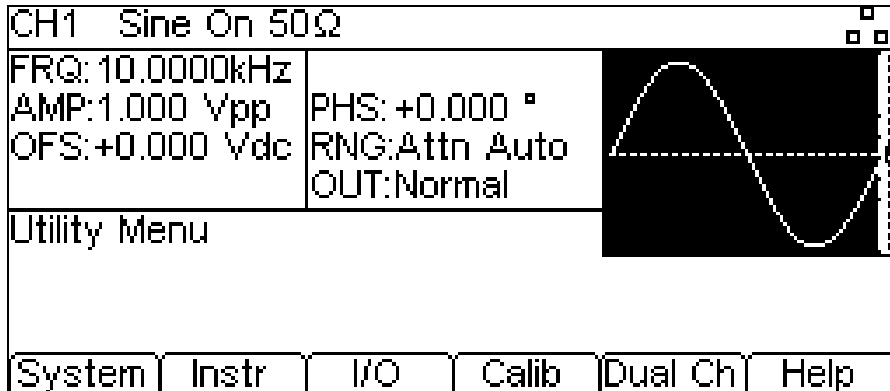 CH1 Sine On 50Ω
FRQ:10.0000kHz
AMP:1.000 Vpp
OFS:+0.000 Vdc
PHS:+0.000 °
RNG:Attn Auto
OUT:Normal
Utility Menu
System Instr I/O Calib Dual Ch Help